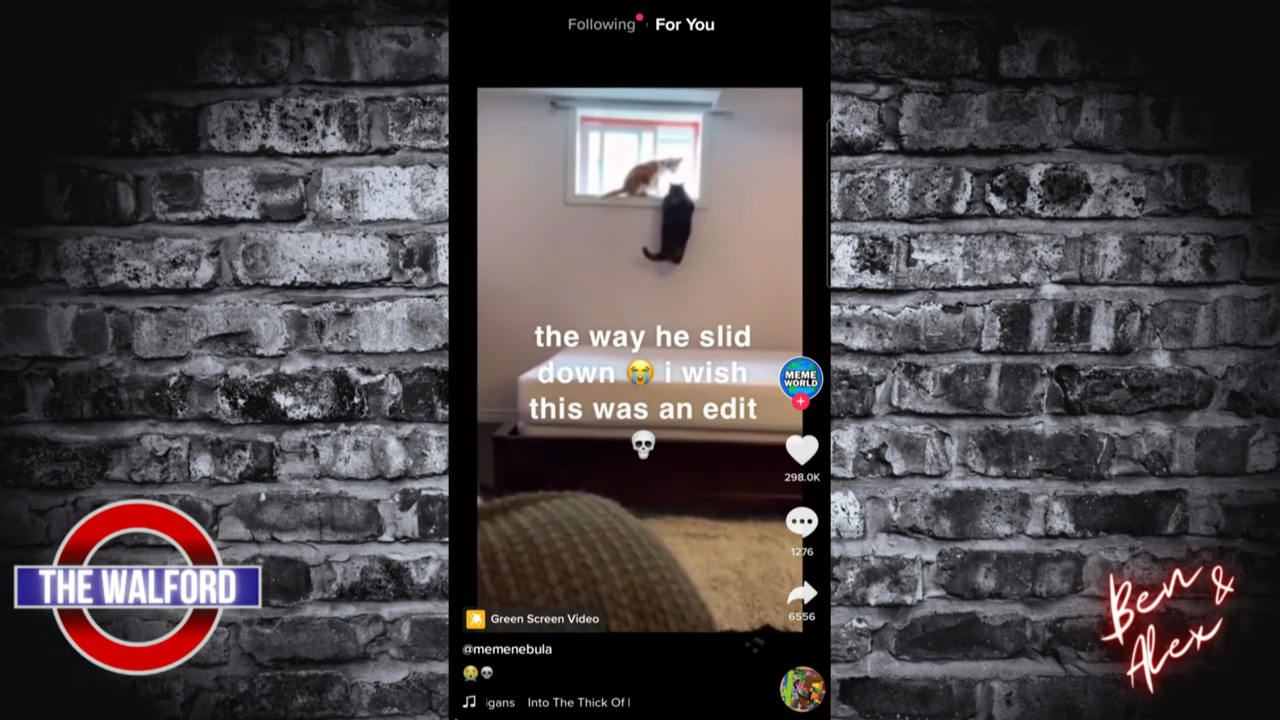 Following For You
the way he slid
down 😭 i wish
this was an edit
💀
MEME
WORLD
298.0K
1276
6556
Green Screen Video
@memenebula
😭💀
igans Into The Thick Of I
THE WALFORD
Ben &
Alex